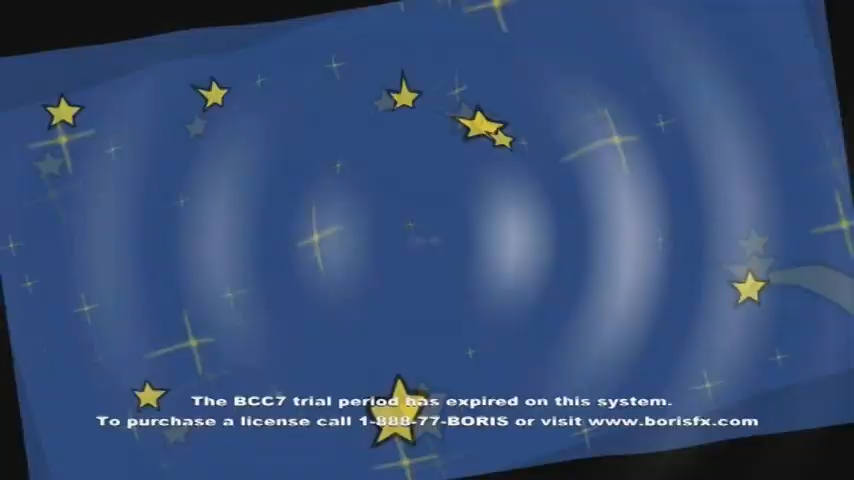 The BCC7 trial period has expired on this system.
To purchase a license call 1-888-77-BORIS or visit www.borisfx.com